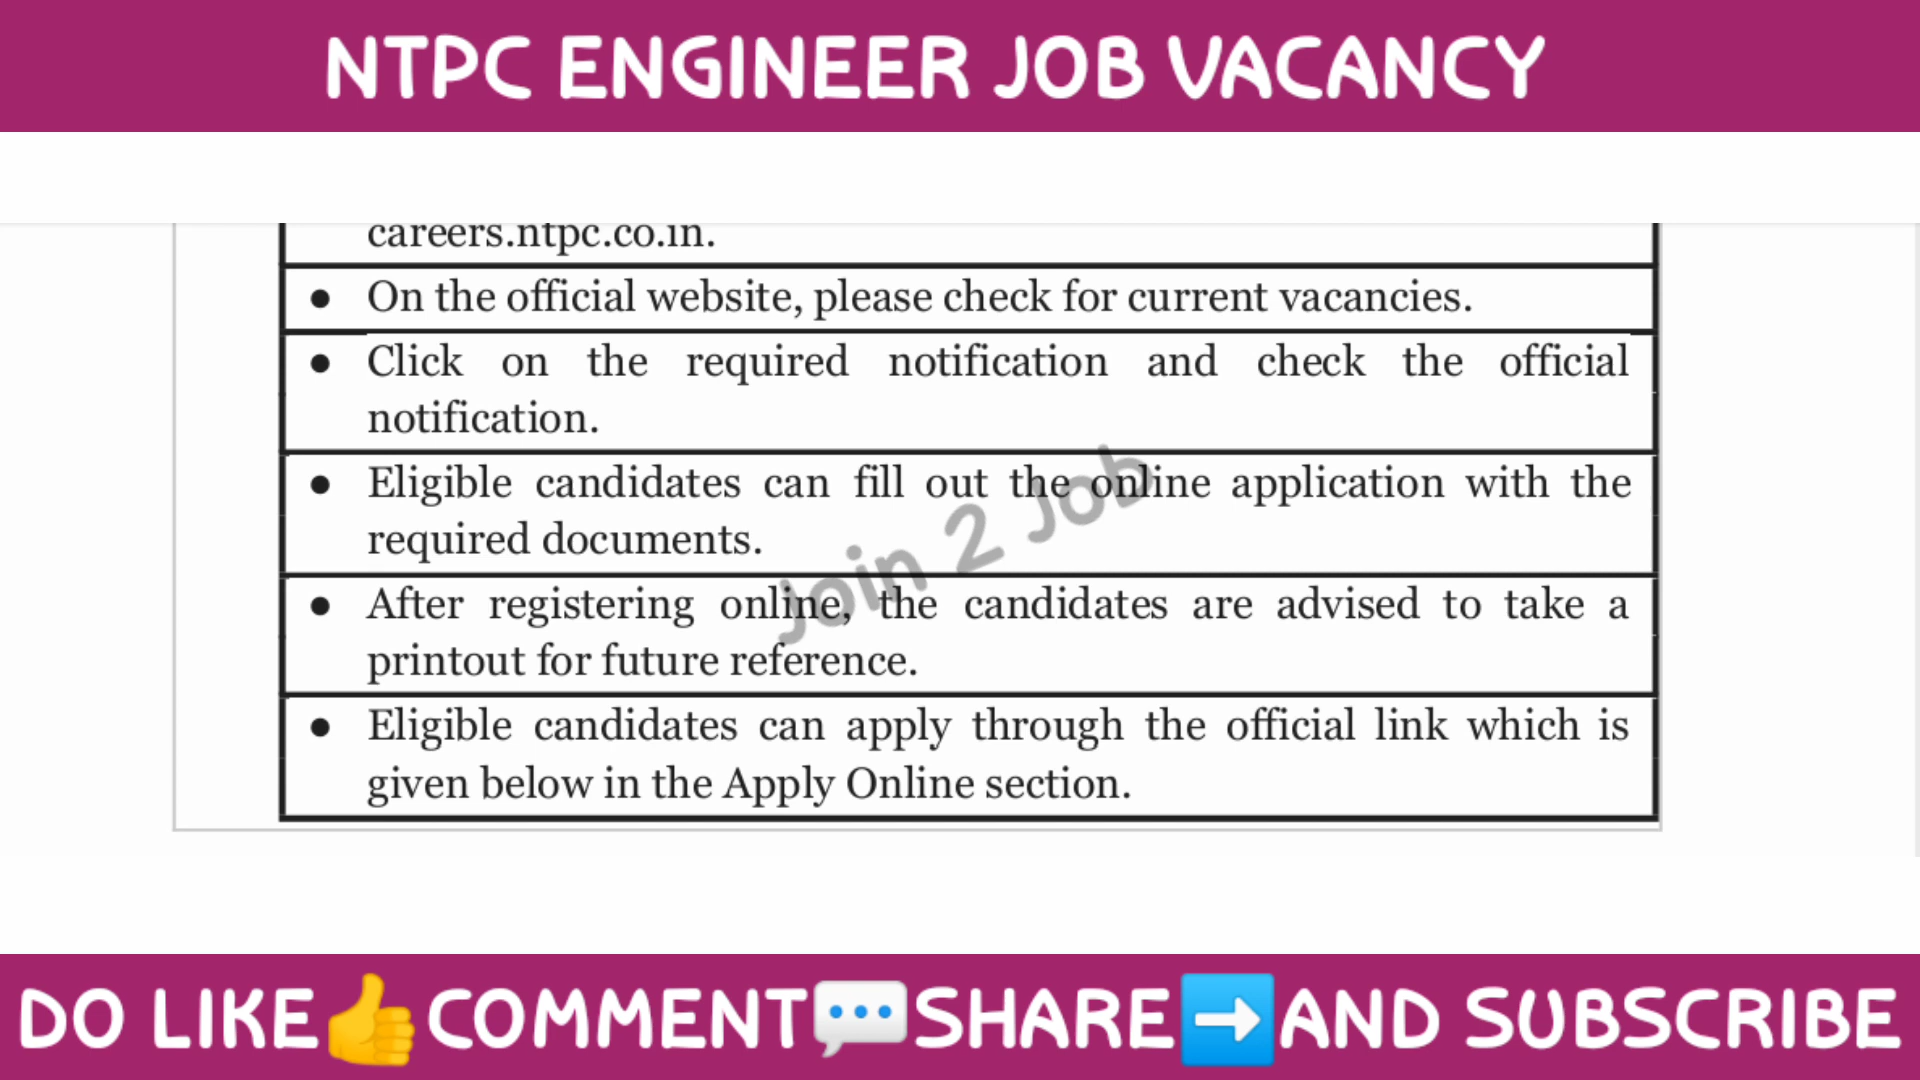 NTPC ENGINEER JOB VACANCY
careers.ntpc.co.in.
● On the official website, please check for current vacancies.
● Click on the required notification and check the official
notification.
● Eligible candidates can fill out the online application with the
required documents.
● After registering online, the candidates are advised to take a
printout for future reference.
● Eligible candidates can apply through the official link which is
given below in the Apply Online section.
Join 2 Job
DO LIKE👍COMMENT💬SHARE➡️AND SUBSCRIBE